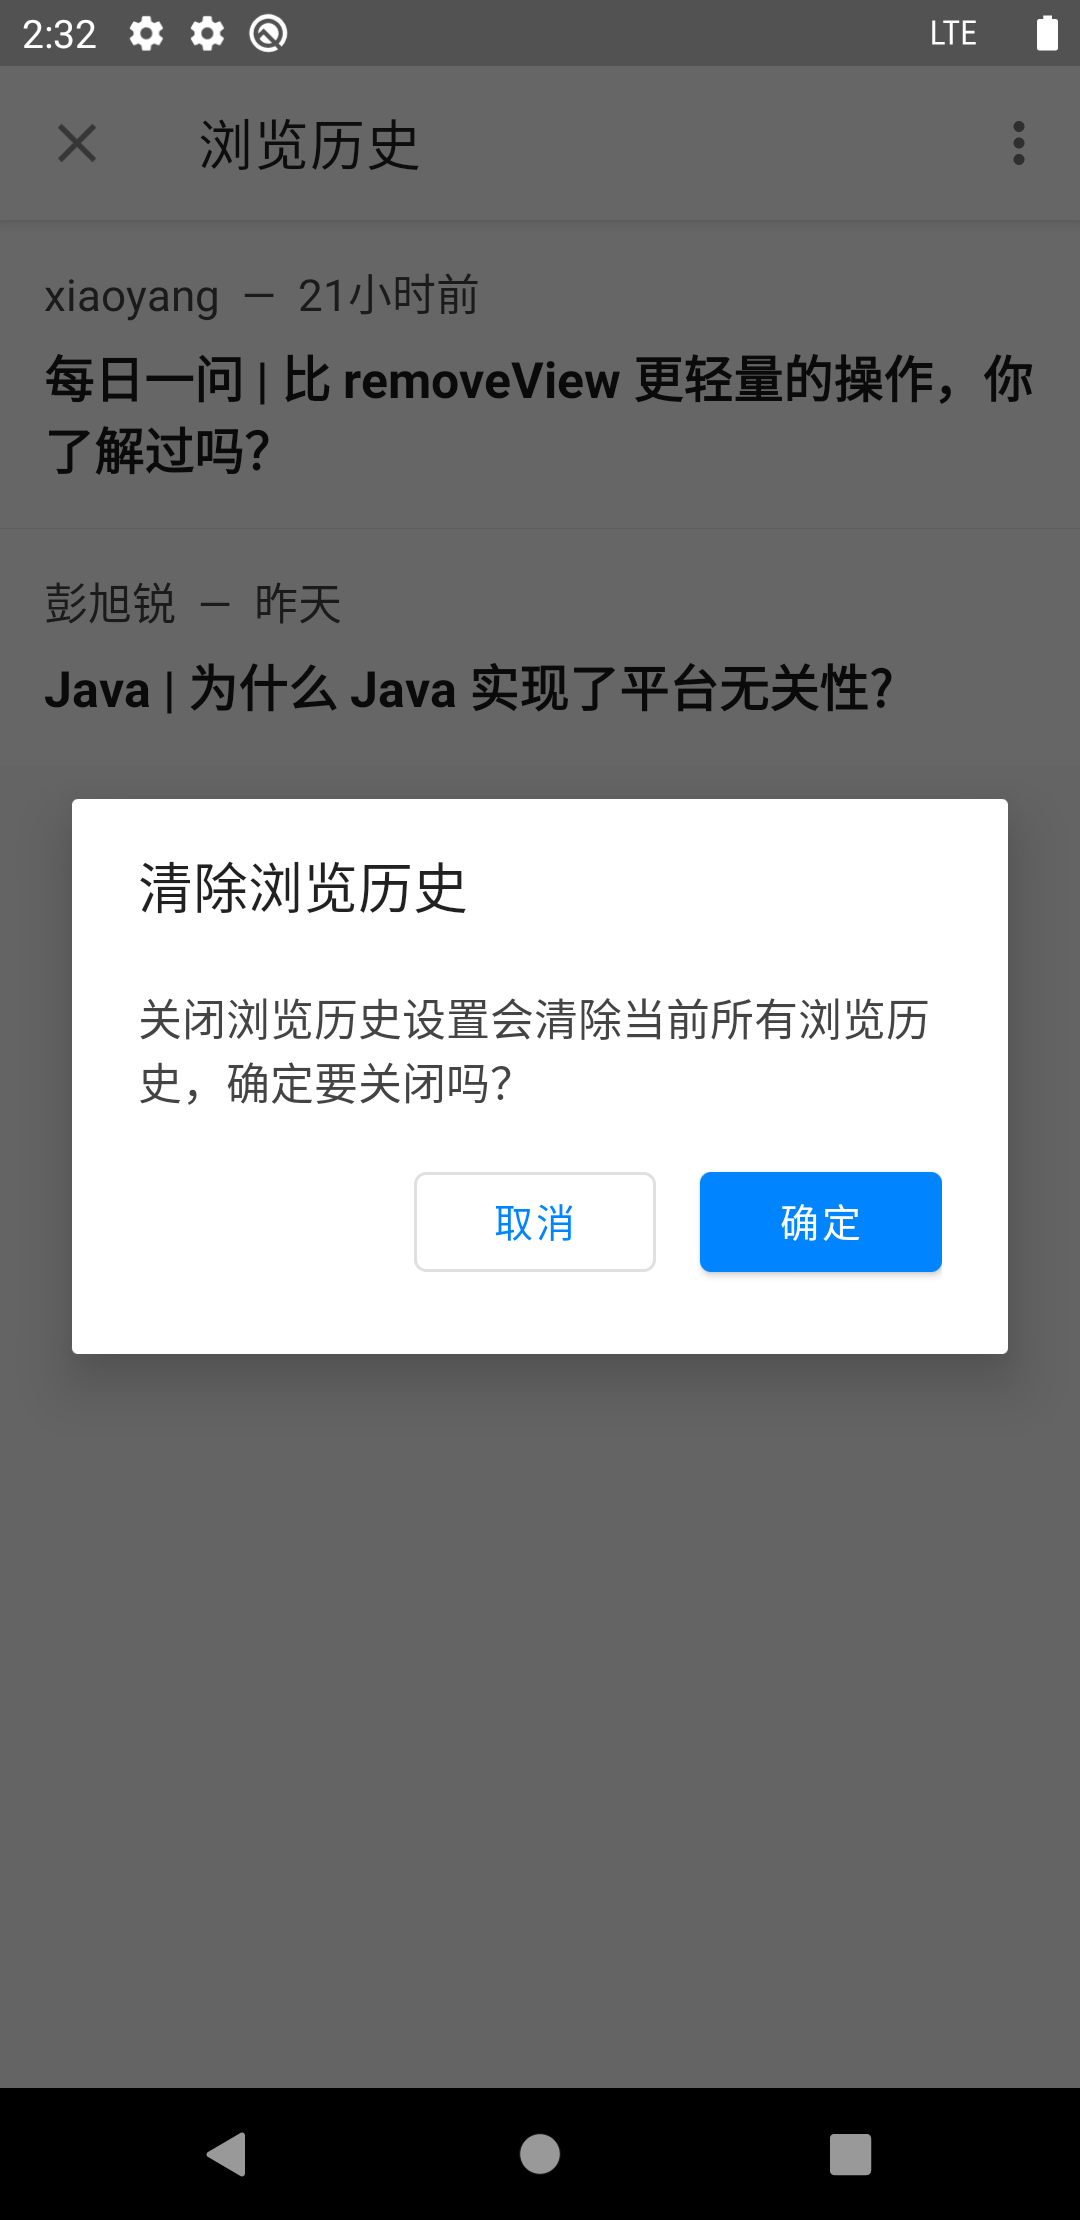 2:32
LTE
浏览历史
xiaoyang — 21小时前
每日一问 | 比 removeView 更轻量的操作，你
了解过吗？
彭旭锐 — 昨天
Java | 为什么 Java 实现了平台无关性？
清除浏览历史
关闭浏览历史设置会清除当前所有浏览历
史，确定要关闭吗？
取消
确定